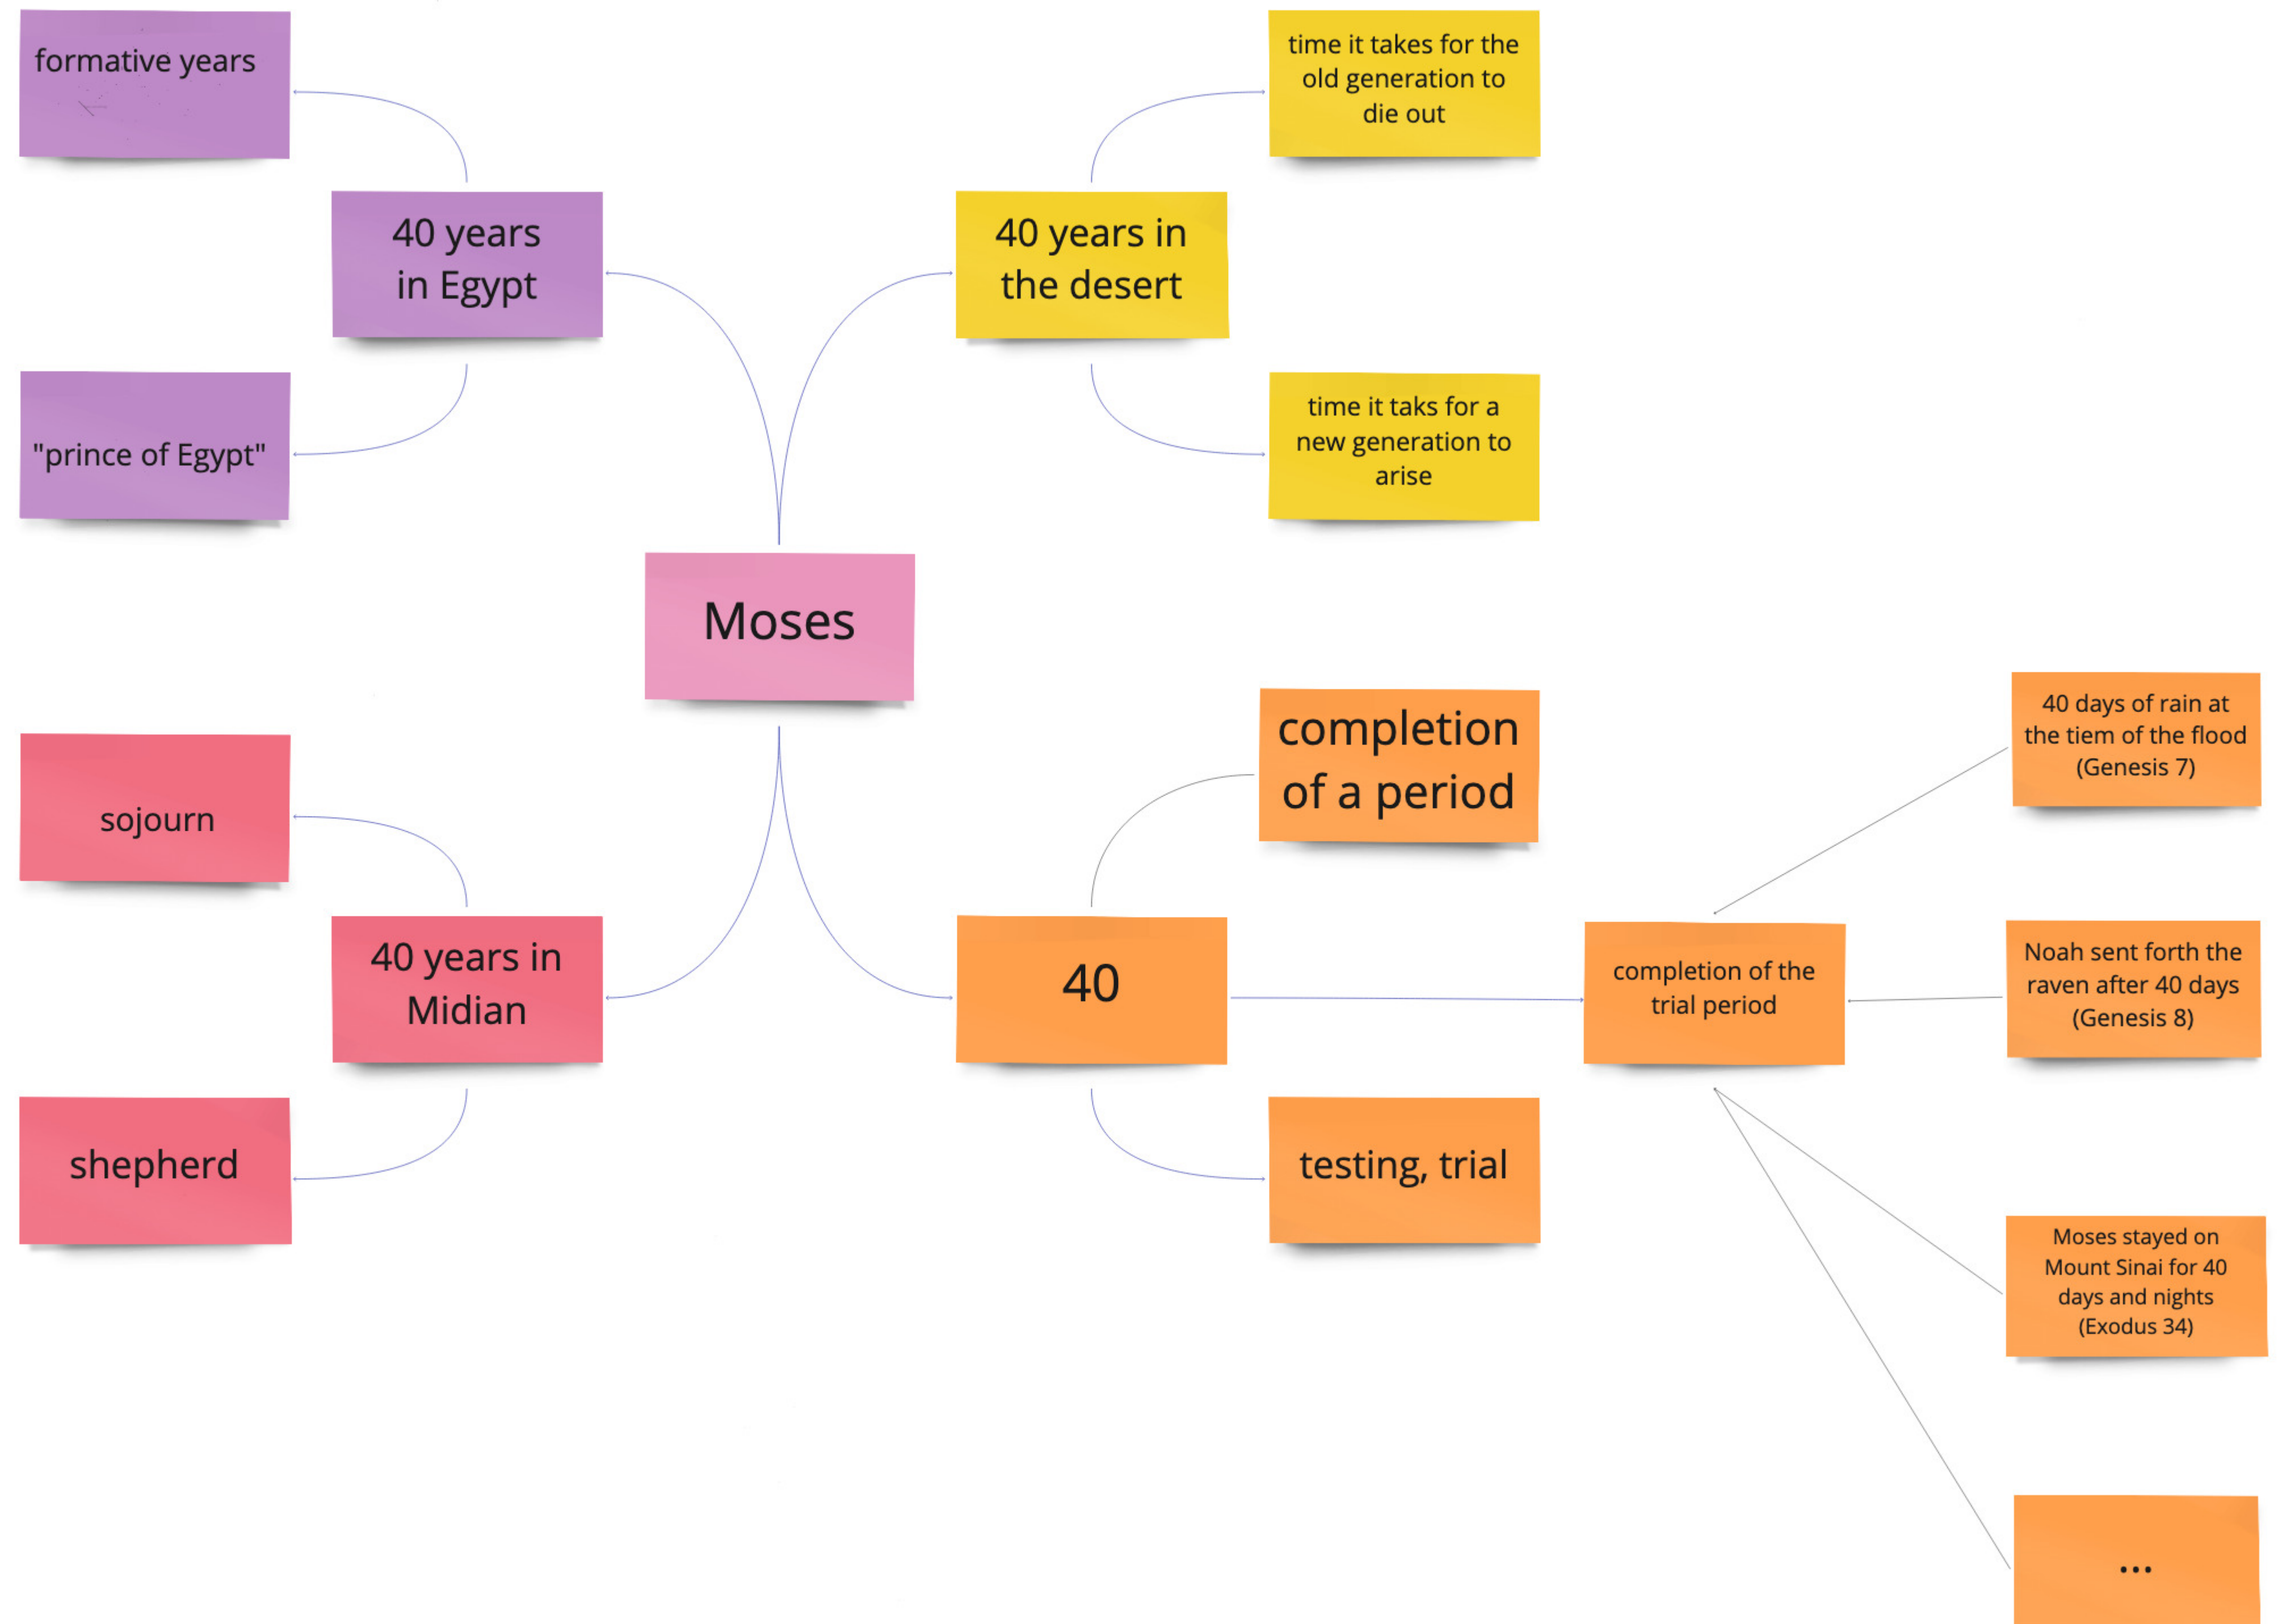 formative years
time it takes for the
old generation to
die out
40 years
in Egypt
40 years in
the desert
"prince of Egypt"
time it taks for a
new generation to
arise
Moses
completion
of a period
40 days of rain at
the tiem of the flood
(Genesis 7)
sojourn
40 years in
Midian
40
completion of the
trial period
Noah sent forth the
raven after 40 days
(Genesis 8)
shepherd
testing, trial
Moses stayed on
Mount Sinai for 40
days and nights
(Exodus 34)
...